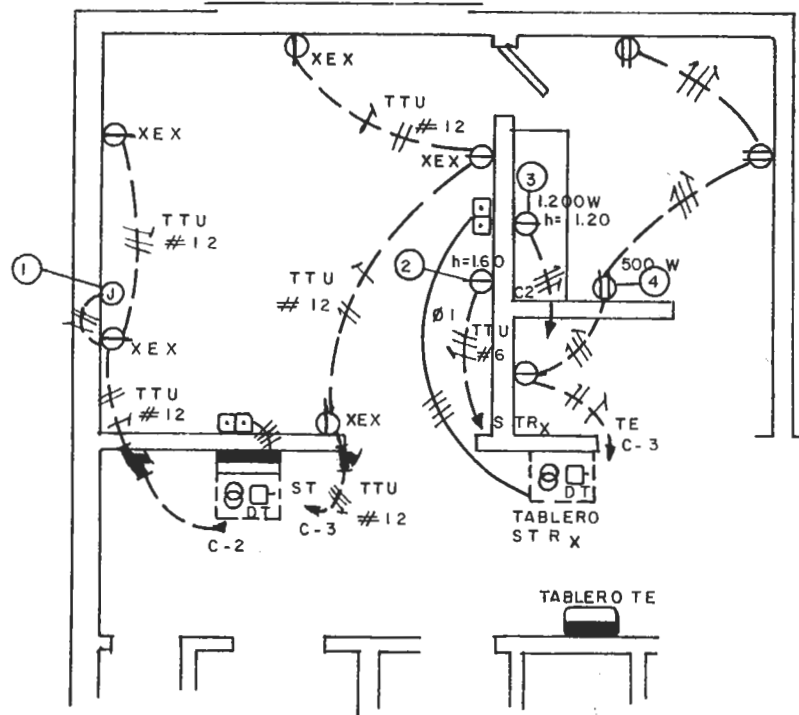 XEX
TTU
#12
XEX
XEX
3
1.200W
h=1.20
TTU
#12
1
J
2
h=1.60
C2
500 W
4
TTU
#12
Ø1
TTU
#6
XEX
TTU
#12
XEX
STRX
TE
C-3
ST
DT
TTU
#12
C-3
C-2
DT
TABLERO
STRX
TABLERO TE